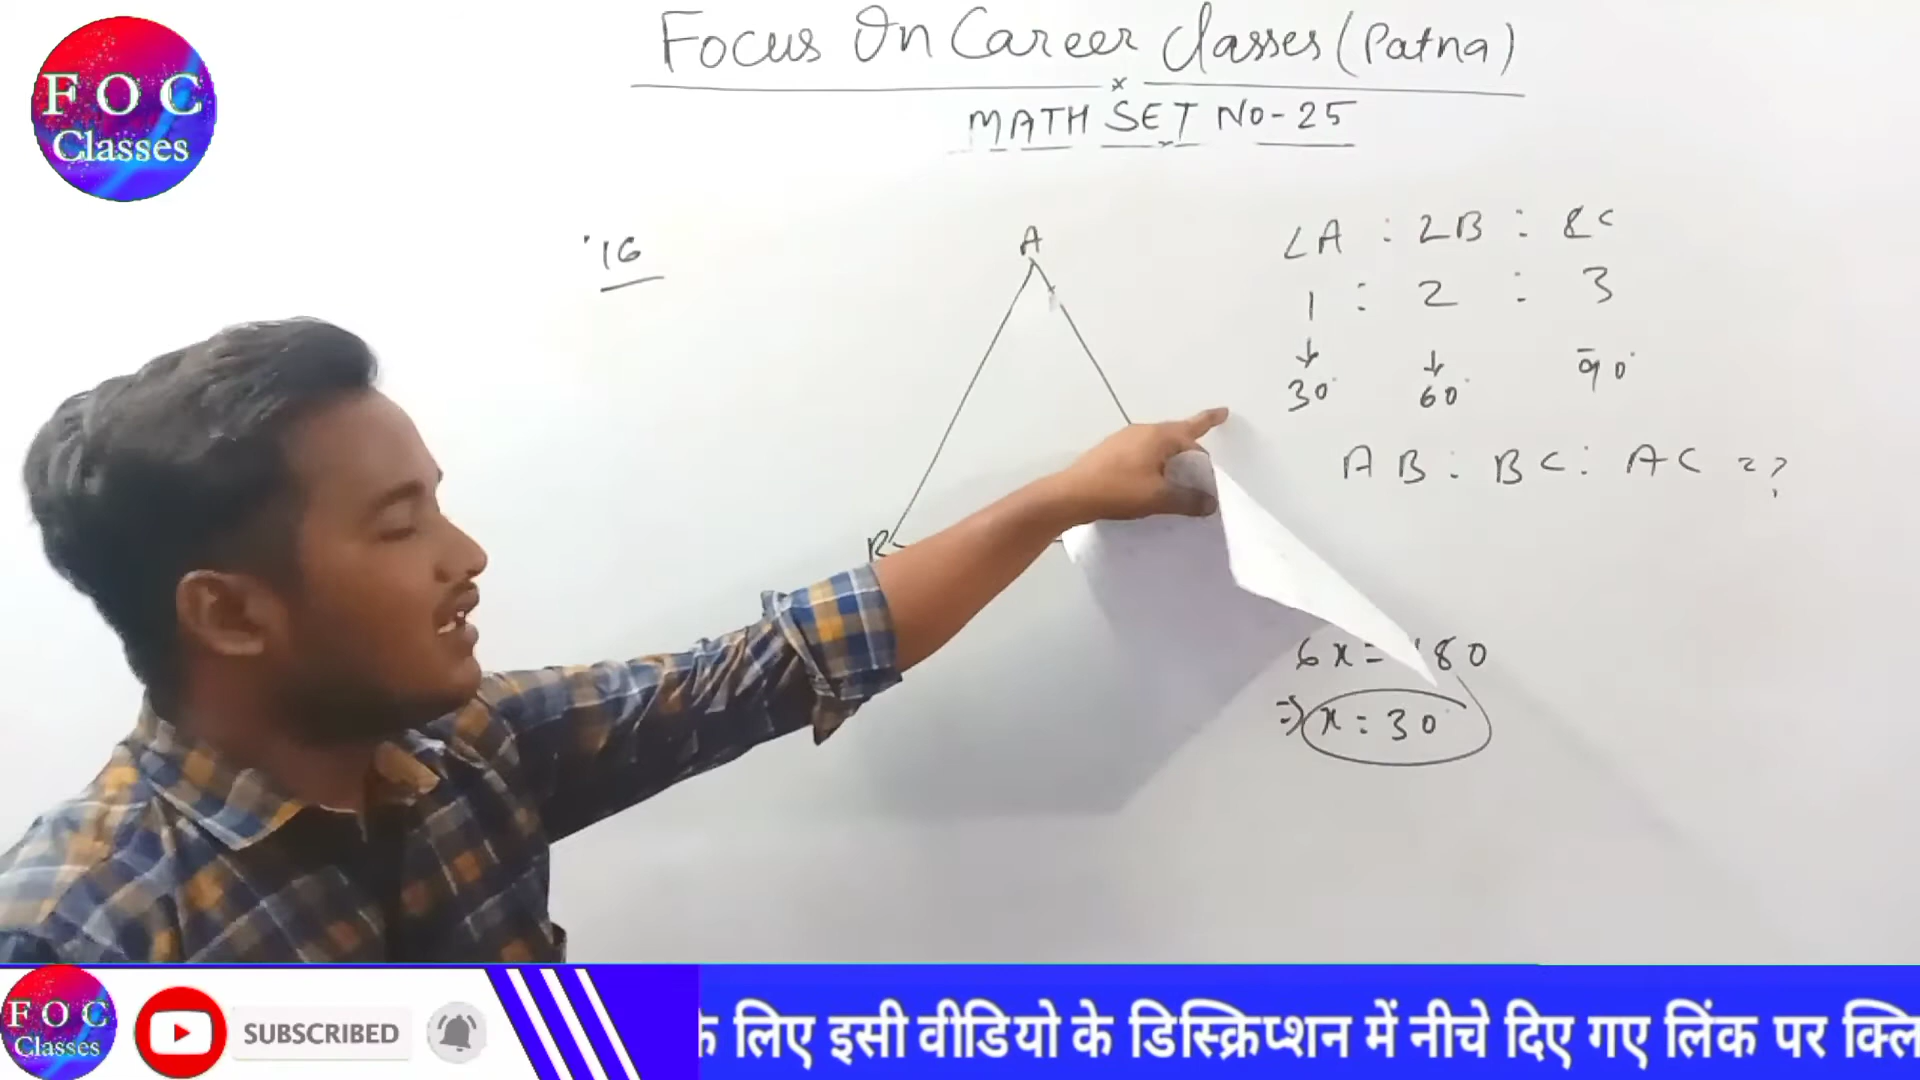 FOC
Classes
Focus On Career Classes (Patna)
MATH SET NO-25
16
A
B
∠A : ∠B : ∠C
1 : 2 : 3
30° 60° 90°
AB : BC : AC = ?
6x = 180
⇒ x = 30°
FOC
Classes
SUBSCRIBED
के लिए इसी वीडियो के डिस्क्रिप्शन में नीचे दिए गए लिंक पर क्लि